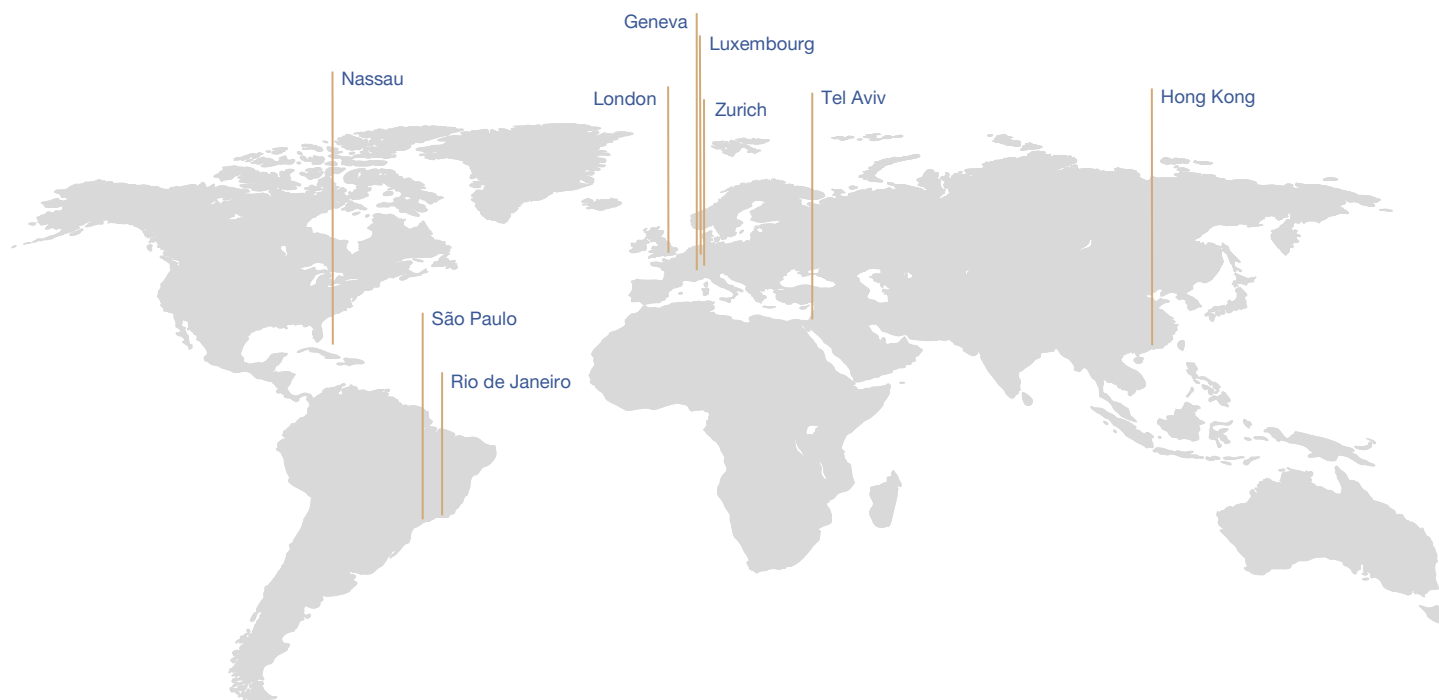 Geneva
Luxembourg
Nassau
London
Zurich
Tel Aviv
Hong Kong
São Paulo
Rio de Janeiro